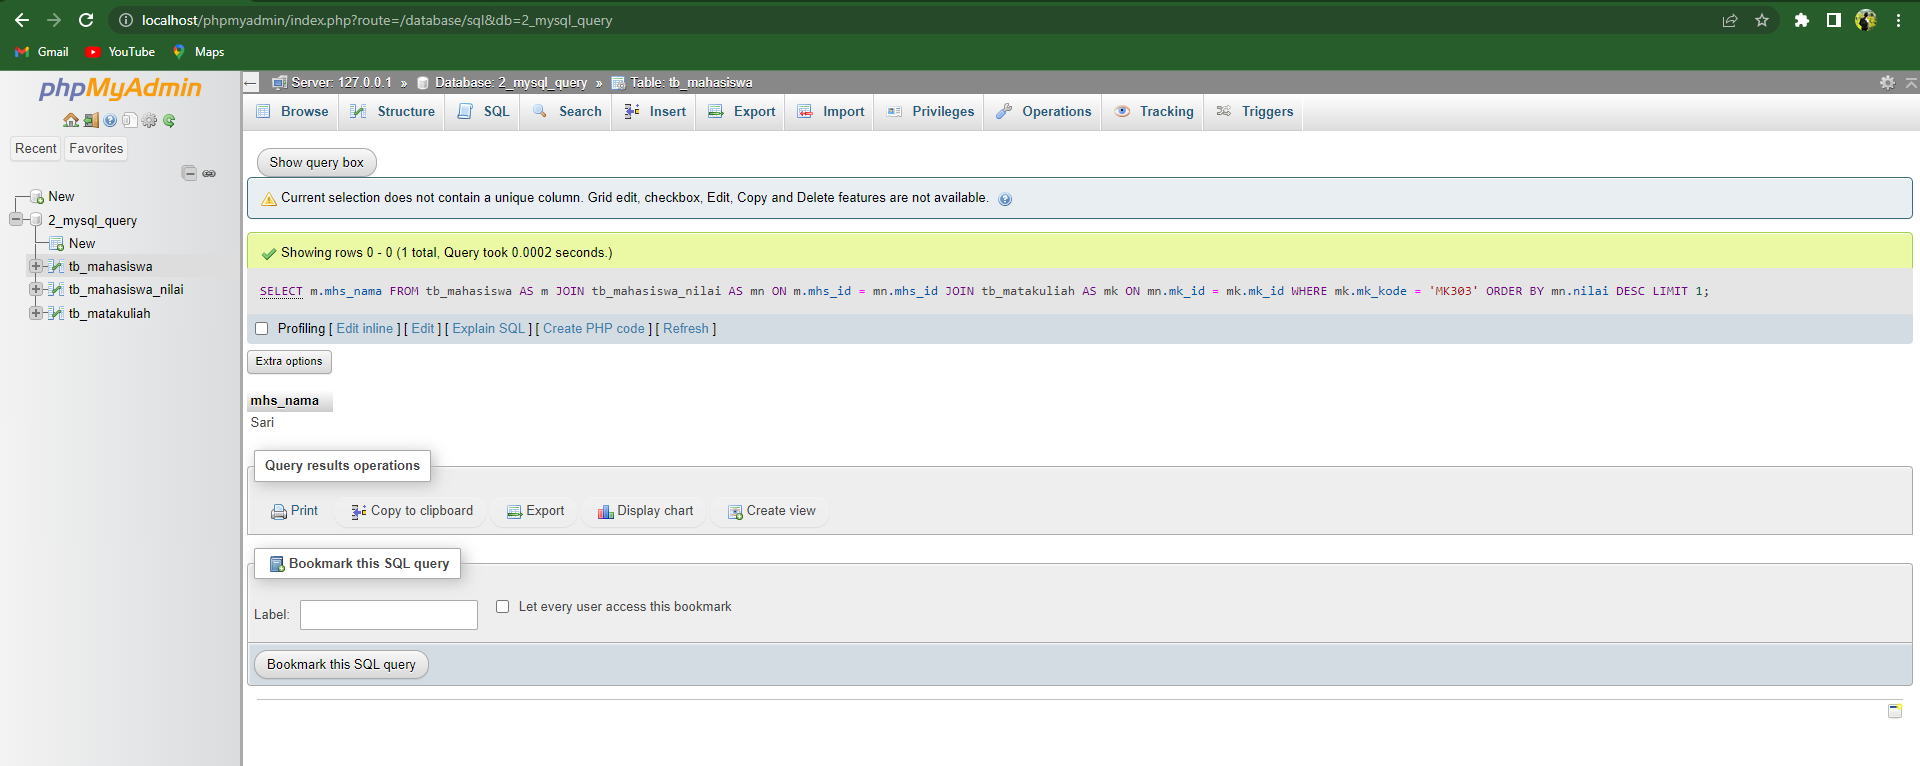 localhost/phpmyadmin/index.php?route=/database/sql&db=2_mysql_query
Gmail YouTube Maps
phpMyAdmin
Recent Favorites
New
2_mysql_query
New
tb_mahasiswa
tb_mahasiswa_nilai
tb_matakuliah
Server: 127.0.0.1 » Database: 2_mysql_query » Table: tb_mahasiswa
Browse Structure SQL Search Insert Export Import Privileges Operations Tracking Triggers
Show query box
Current selection does not contain a unique column. Grid edit, checkbox, Edit, Copy and Delete features are not available.
Showing rows 0 - 0 (1 total, Query took 0.0002 seconds.)
SELECT m.mhs_nama FROM tb_mahasiswa AS m JOIN tb_mahasiswa_nilai AS mn ON m.mhs_id = mn.mhs_id JOIN tb_matakuliah AS mk ON mn.mk_id = mk.mk_id WHERE mk.mk_kode = 'MK303' ORDER BY mn.nilai DESC LIMIT 1;
Profiling [ Edit inline ] [ Edit ] [ Explain SQL ] [ Create PHP code ] [ Refresh ]
Extra options
mhs_nama
Sari
Query results operations
Print Copy to clipboard Export Display chart Create view
Bookmark this SQL query
Label: Let every user access this bookmark
Bookmark this SQL query